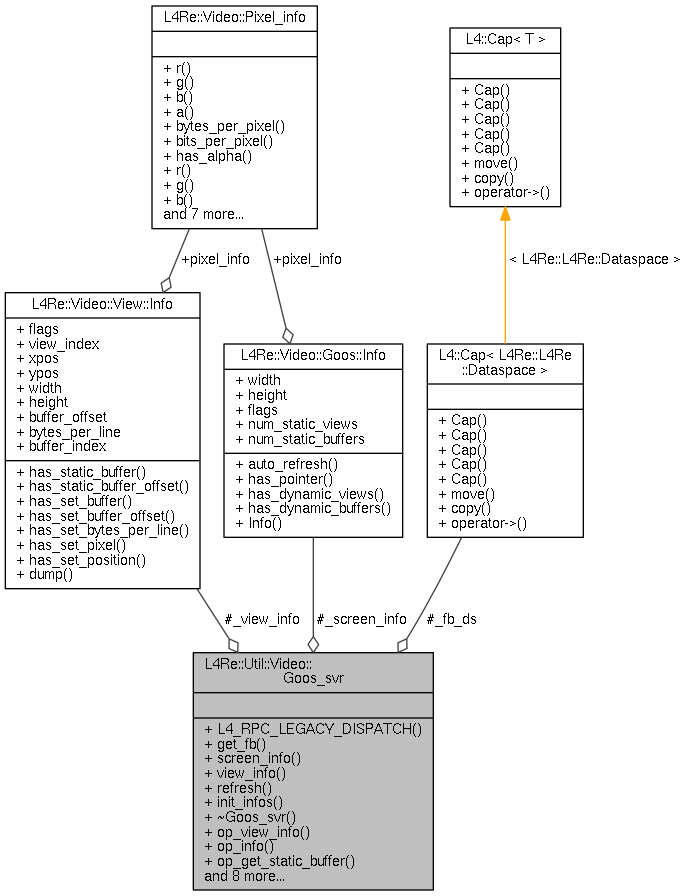 L4Re::Video::Pixel_info
+ r()
+ g()
+ b()
+ a()
+ bytes_per_pixel()
+ bits_per_pixel()
+ has_alpha()
+ r()
+ g()
+ b()
and 7 more...
L4::Cap< T >
+ Cap()
+ Cap()
+ Cap()
+ Cap()
+ Cap()
+ move()
+ copy()
+ operator->()
+pixel_info
+pixel_info
< L4Re::L4Re::Dataspace >
L4Re::Video::View::Info
+ flags
+ view_index
+ xpos
+ ypos
+ width
+ height
+ buffer_offset
+ bytes_per_line
+ buffer_index
+ has_static_buffer()
+ has_static_buffer_offset()
+ has_set_buffer()
+ has_set_buffer_offset()
+ has_set_bytes_per_line()
+ has_set_pixel()
+ has_set_position()
+ dump()
L4Re::Video::Goos::Info
+ width
+ height
+ flags
+ num_static_views
+ num_static_buffers
+ auto_refresh()
+ has_pointer()
+ has_dynamic_views()
+ has_dynamic_buffers()
+ Info()
L4::Cap< L4Re::L4Re
::Dataspace >
+ Cap()
+ Cap()
+ Cap()
+ Cap()
+ Cap()
+ move()
+ copy()
+ operator->()
#_view_info
#_screen_info
#_fb_ds
L4Re::Util::Video::
Goos_svr
+ L4_RPC_LEGACY_DISPATCH()
+ get_fb()
+ screen_info()
+ view_info()
+ refresh()
+ init_infos()
+ ~Goos_svr()
+ op_view_info()
+ op_info()
+ op_get_static_buffer()
and 8 more...